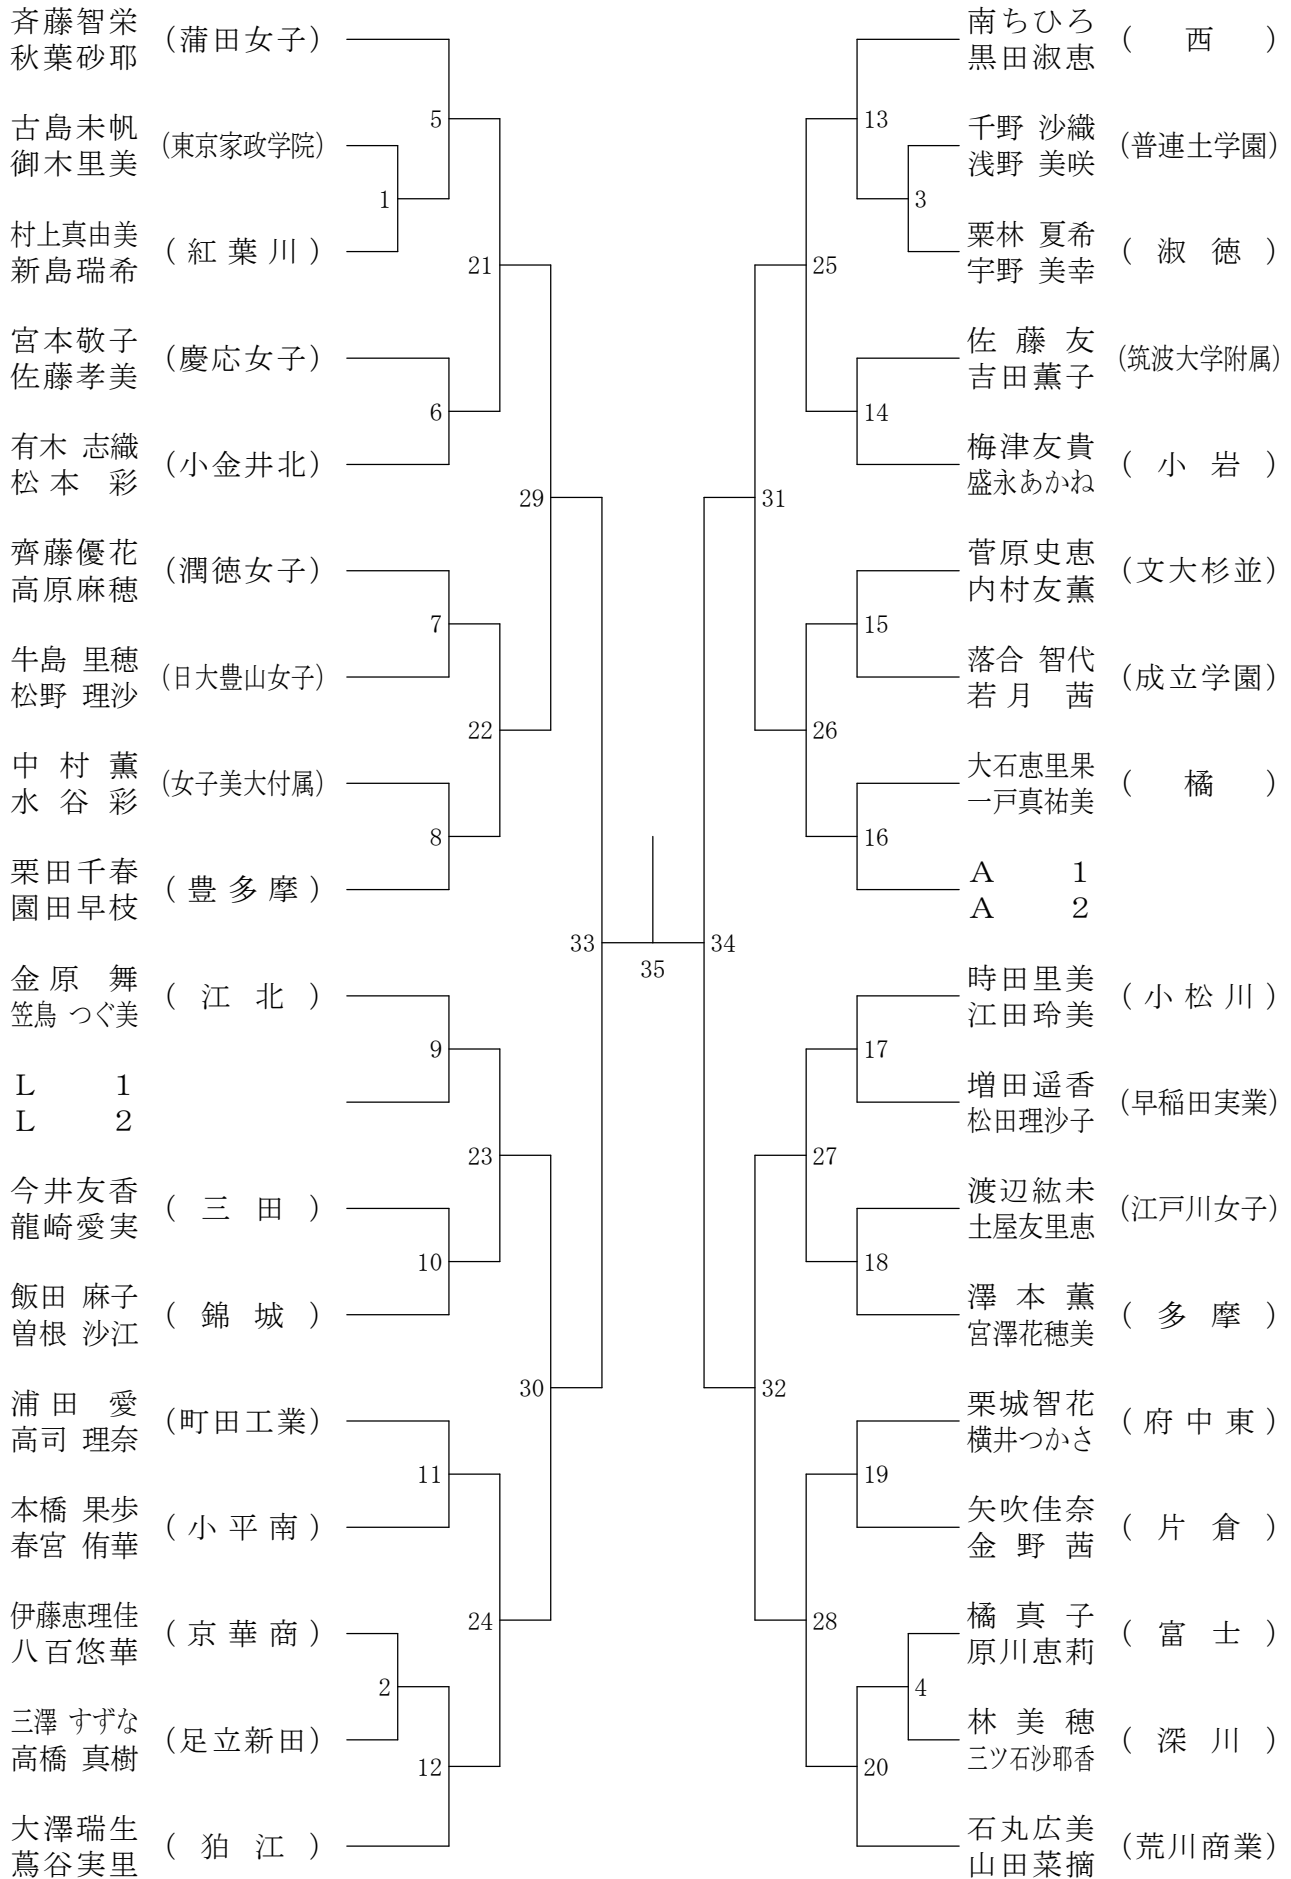 斉藤智栄
秋葉砂耶
(蒲田女子)
古島未帆
御木里美
(東京家政学院)
村上真由美
新島瑞希
(紅葉川)
宮本敬子
佐藤孝美
(慶応女子)
有木 志織
松本 彩
(小金井北)
齊藤優花
高原麻穂
(潤徳女子)
牛島 里穂
松野 理沙
(日大豊山女子)
中村薫
水谷彩
(女子美大付属)
栗田千春
園田早枝
(豊多摩)
金原 舞
笠鳥 つぐ美
(江北)
L 1
L 2
今井友香
龍崎愛実
(三田)
飯田 麻子
曽根 沙江
(錦城)
浦田 愛
高司 理奈
(町田工業)
本橋 果歩
春宮 侑華
(小平南)
伊藤恵理佳
八百悠華
(京華商)
三澤 すずな
高橋 真樹
(足立新田)
大澤瑞生
蔦谷実里
(狛江)
5
1
21
6
29
7
22
8
33
9
23
10
30
11
24
2
12
35
南ちひろ
黒田淑恵
(西)
千野 沙織
浅野 美咲
(普連土学園)
粟林 夏希
宇野 美幸
(淑徳)
佐藤友
吉田薫子
(筑波大学附属)
梅津友貴
盛永あかね
(小岩)
菅原史恵
内村友薫
(文大杉並)
落合 智代
若月 茜
(成立学園)
大石恵里果
一戸真祐美
(橘)
A 1
A 2
時田里美
江田玲美
(小松川)
増田遥香
松田理沙子
(早稲田実業)
渡辺紘未
土屋友里恵
(江戸川女子)
澤本薫
宮澤花穂美
(多摩)
栗城智花
横井つかさ
(府中東)
矢吹佳奈
金野茜
(片倉)
橘真子
原川恵莉
(富士)
林美穂
三ツ石沙耶香
(深川)
石丸広美
山田菜摘
(荒川商業)
13
3
25
14
31
15
26
16
34
17
27
18
32
19
28
4
20